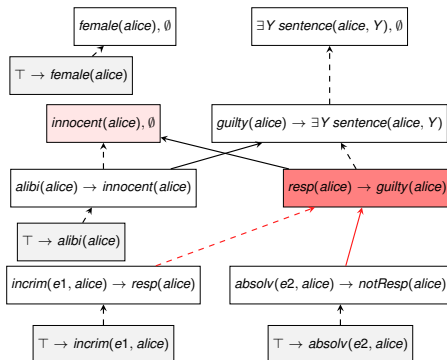 female(alice), ∅
∃Y sentence(alice, Y), ∅
⊤ → female(alice)
innocent(alice), ∅
guilty(alice) → ∃Y sentence(alice, Y)
alibi(alice) → innocent(alice)
resp(alice) → guilty(alice)
⊤ → alibi(alice)
incrim(e1, alice) → resp(alice)
absolv(e2, alice) → notResp(alice)
⊤ → incrim(e1, alice)
⊤ → absolv(e2, alice)